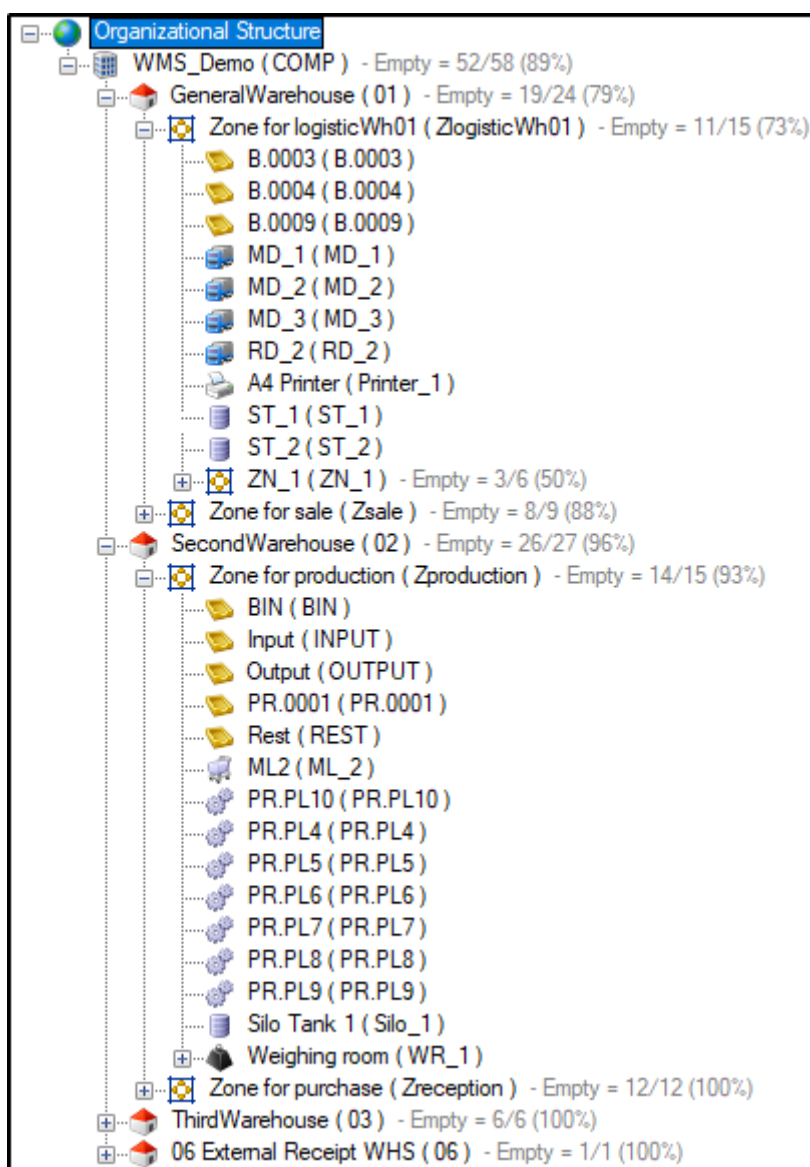 Organizational Structure
WMS_Demo ( COMP ) - Empty = 52/58 (89%)
GeneralWarehouse ( 01 ) - Empty = 19/24 (79%)
Zone for logisticWh01 ( ZlogisticWh01 ) - Empty = 11/15 (73%)
B.0003 ( B.0003 )
B.0004 ( B.0004 )
B.0009 ( B.0009 )
MD_1 ( MD_1 )
MD_2 ( MD_2 )
MD_3 ( MD_3 )
RD_2 ( RD_2 )
A4 Printer ( Printer_1 )
ST_1 ( ST_1 )
ST_2 ( ST_2 )
ZN_1 ( ZN_1 ) - Empty = 3/6 (50%)
Zone for sale ( Zsale ) - Empty = 8/9 (88%)
SecondWarehouse ( 02 ) - Empty = 26/27 (96%)
Zone for production ( Zproduction ) - Empty = 14/15 (93%)
BIN ( BIN )
Input ( INPUT )
Output ( OUTPUT )
PR.0001 ( PR.0001 )
Rest ( REST )
ML2 ( ML_2 )
PR.PL10 ( PR.PL10 )
PR.PL4 ( PR.PL4 )
PR.PL5 ( PR.PL5 )
PR.PL6 ( PR.PL6 )
PR.PL7 ( PR.PL7 )
PR.PL8 ( PR.PL8 )
PR.PL9 ( PR.PL9 )
Silo Tank 1 ( Silo_1 )
Weighing room ( WR_1 )
Zone for purchase ( Zreception ) - Empty = 12/12 (100%)
ThirdWarehouse ( 03 ) - Empty = 6/6 (100%)
06 External Receipt WHS ( 06 ) - Empty = 1/1 (100%)